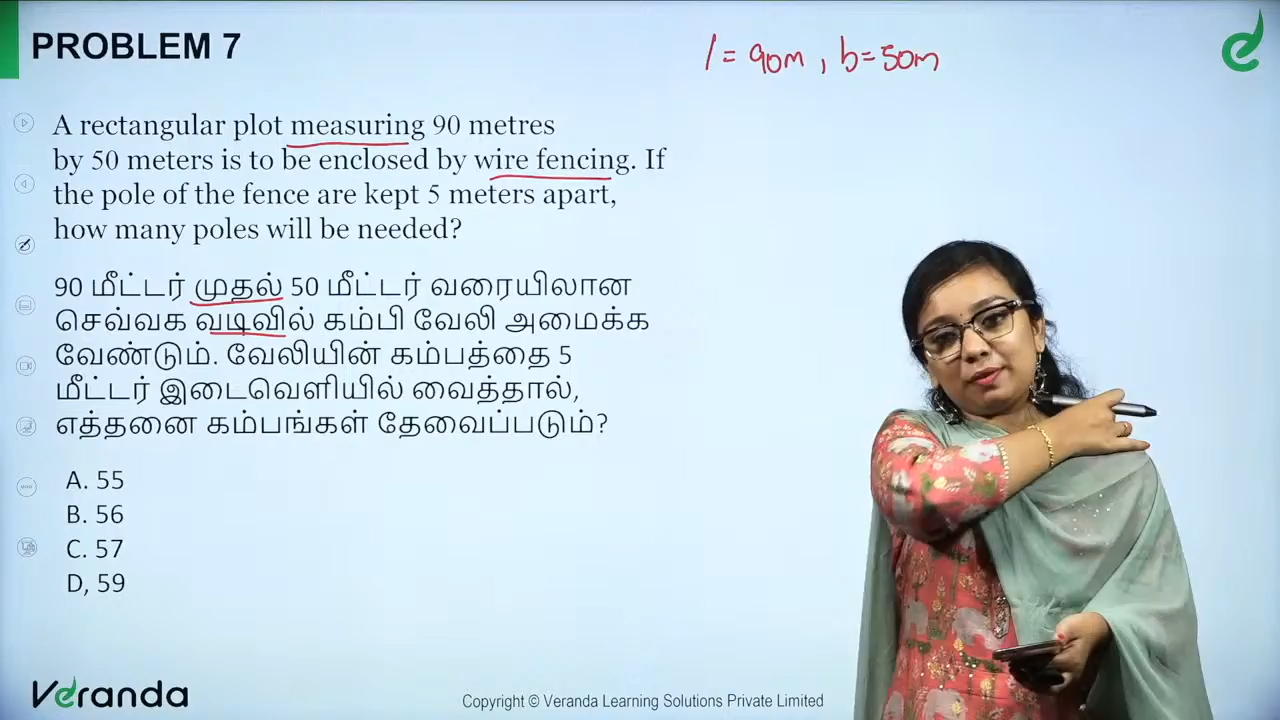 PROBLEM 7
l = 90m , b = 50m
A rectangular plot measuring 90 metres
by 50 meters is to be enclosed by wire fencing. If
the pole of the fence are kept 5 meters apart,
how many poles will be needed?
90 மீட்டர் முதல் 50 மீட்டர் வரையிலான
செவ்வக வடிவில் கம்பி வேலி அமைக்க
வேண்டும். வேலியின் கம்பத்தை 5
மீட்டர் இடைவெளியில் வைத்தால்,
எத்தனை கம்பங்கள் தேவைப்படும்?
A. 55
B. 56
C. 57
D, 59
Veranda
Copyright © Veranda Learning Solutions Private Limited